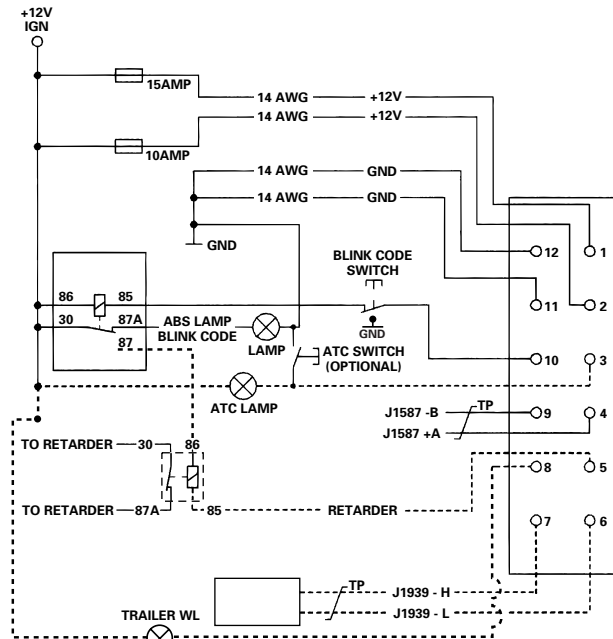 +12V
IGN
15AMP
14 AWG +12V
14 AWG +12V
10AMP
14 AWG GND
14 AWG GND
GND
12 1
BLINK CODE
SWITCH
86 85
11 2
30 87A ABS LAMP
BLINK CODE
GND
87
LAMP
ATC SWITCH
(OPTIONAL)
10 3
ATC LAMP
J1587 -B TP 9 4
J1587 +A
TO RETARDER 30 86
8 5
TO RETARDER 87A 85 RETARDER
7 6
TP
J1939 - H
J1939 - L
TRAILER WL